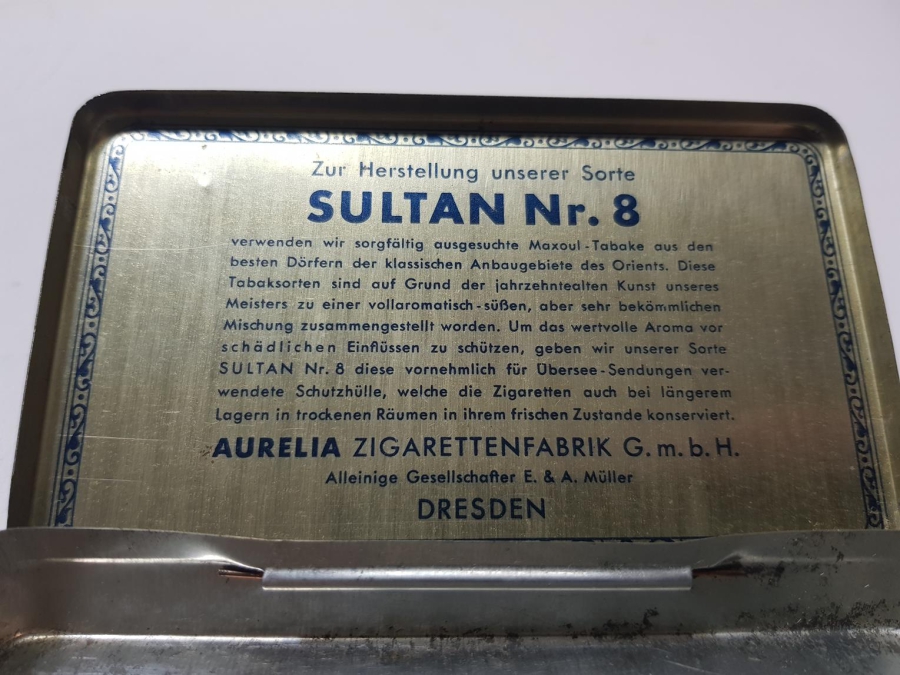 Zur Herstellung unserer Sorte
SULTAN Nr. 8
verwenden wir sorgfältig ausgesuchte Maxoul-Tabake aus den
besten Dörfern der klassischen Anbaugebiete des Orients. Diese
Tabaksorten sind auf Grund der jahrzehntealten Kunst unseres
Meisters zu einer vollaromatisch-süßen, aber sehr bekömmlichen
Mischung zusammengestellt worden. Um das wertvolle Aroma vor
schädlichen Einflüssen zu schützen, geben wir unserer Sorte
SULTAN Nr. 8 diese vornehmlich für Übersee-Sendungen ver-
wendete Schutzhülle, welche die Zigaretten auch bei längerem
Lagern in trockenen Räumen in ihrem frischen Zustande konserviert.
AURELIA ZIGARETTENFABRIK G.m.b.H.
Alleinige Gesellschafter E. & A. Müller
DRESDEN